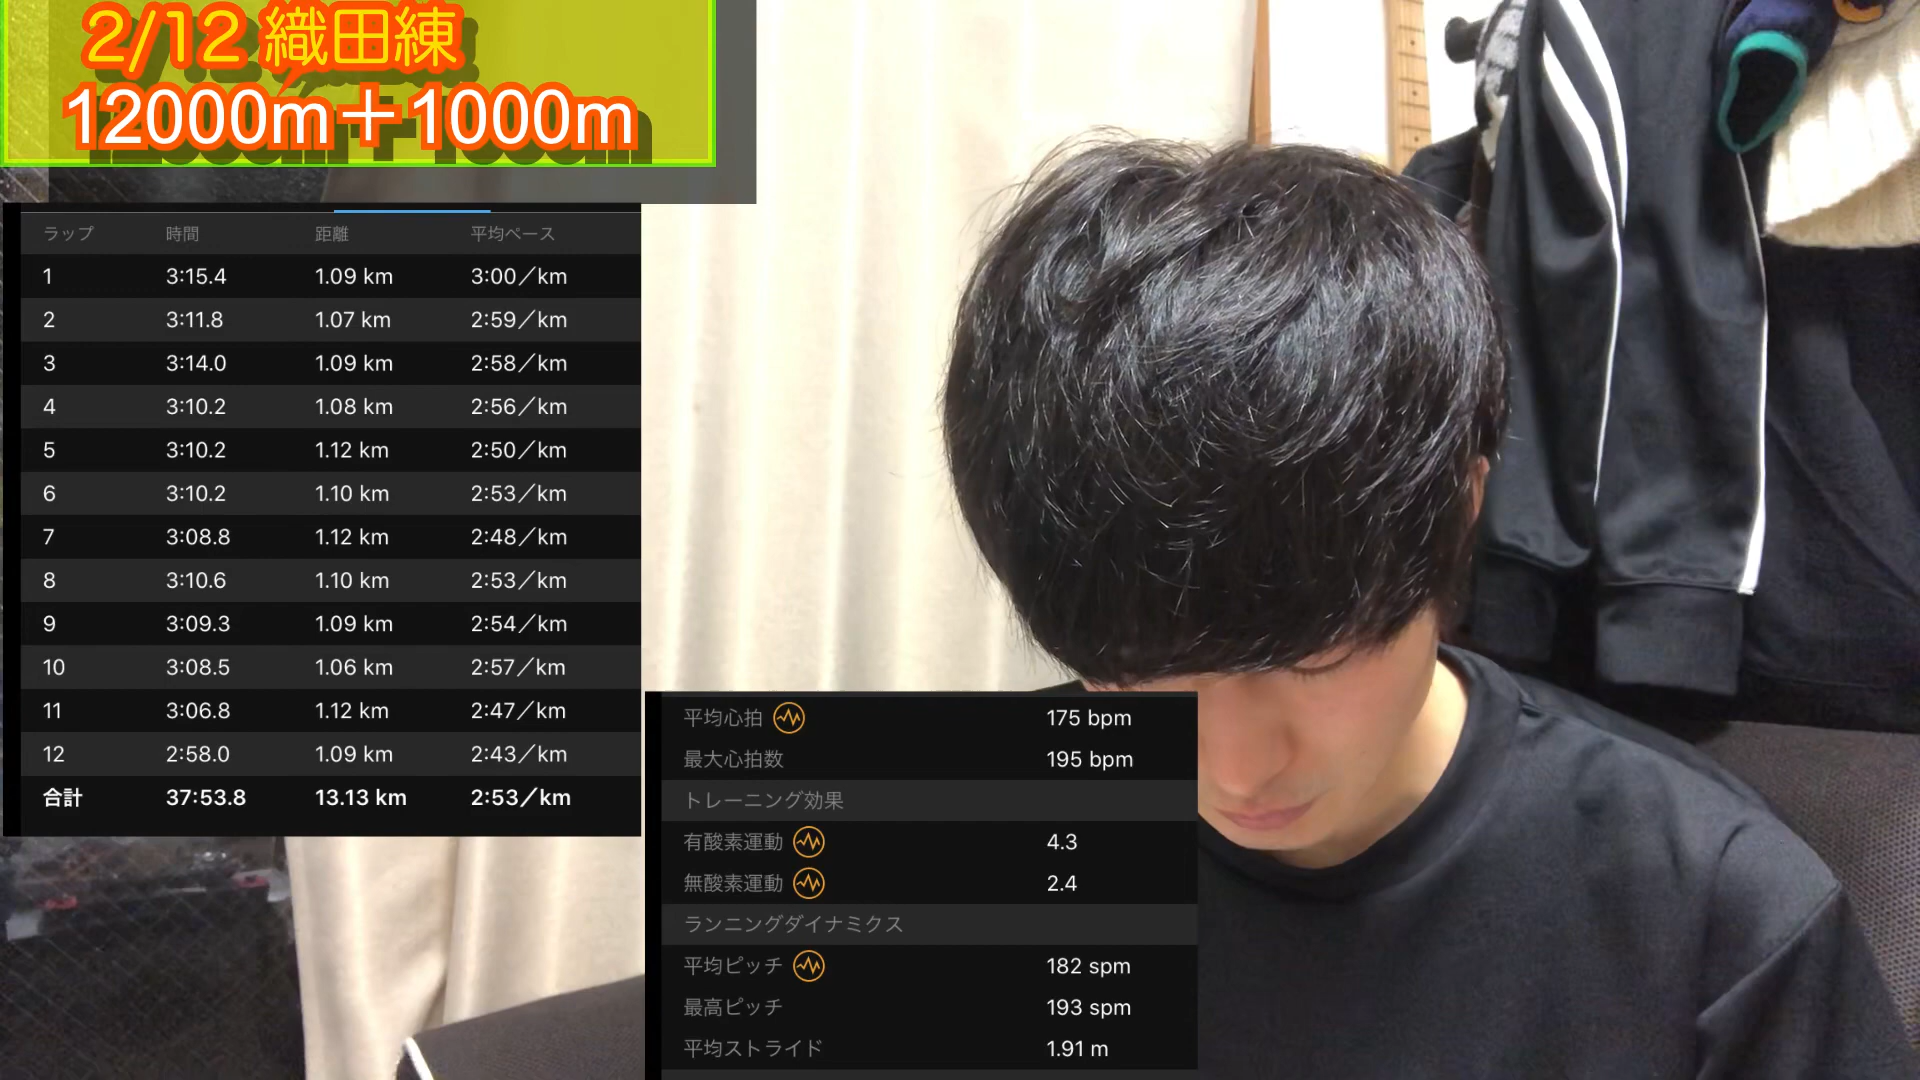 2/12 織田練
12000m＋1000m
ラップ 時間 距離 平均ペース
1 3:15.4 1.09 km 3:00／km
2 3:11.8 1.07 km 2:59／km
3 3:14.0 1.09 km 2:58／km
4 3:10.2 1.08 km 2:56／km
5 3:10.2 1.12 km 2:50／km
6 3:10.2 1.10 km 2:53／km
7 3:08.8 1.12 km 2:48／km
8 3:10.6 1.10 km 2:53／km
9 3:09.3 1.09 km 2:54／km
10 3:08.5 1.06 km 2:57／km
11 3:06.8 1.12 km 2:47／km
12 2:58.0 1.09 km 2:43／km
合計 37:53.8 13.13 km 2:53／km
平均心拍 175 bpm
最大心拍数 195 bpm
トレーニング効果
有酸素運動 4.3
無酸素運動 2.4
ランニングダイナミクス
平均ピッチ 182 spm
最高ピッチ 193 spm
平均ストライド 1.91 m